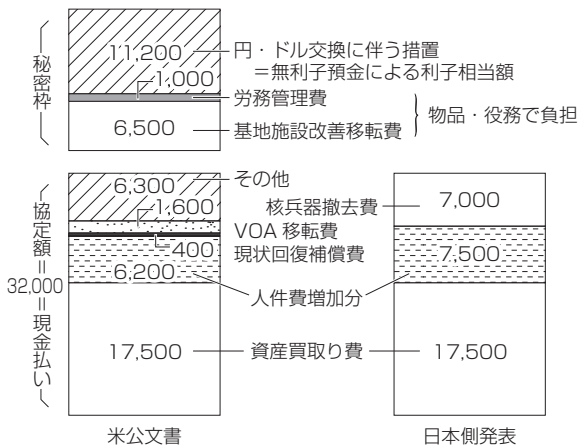 秘密枠
11,200
円・ドル交換に伴う措置
＝無利子預金による利子相当額
1,000
労務管理費
6,500
基地施設改善移転費
物品・役務で負担
協定額＝32,000＝現金払い
6,300
その他
1,600
VOA 移転費
400
現状回復補償費
6,200
人件費増加分
17,500
資産買取り費
米公文書
核兵器撤去費
7,000
7,500
17,500
日本側発表